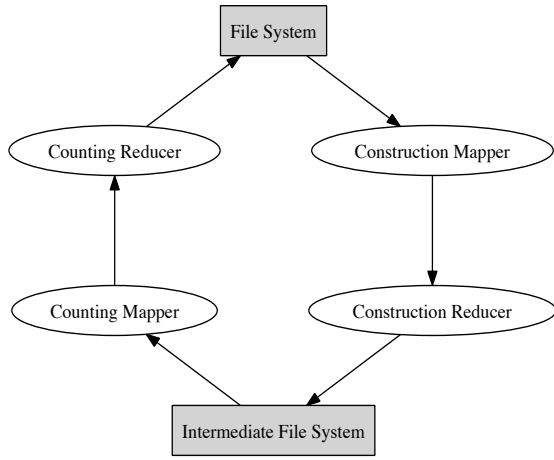 File System
Counting Reducer
Construction Mapper
Counting Mapper
Construction Reducer
Intermediate File System